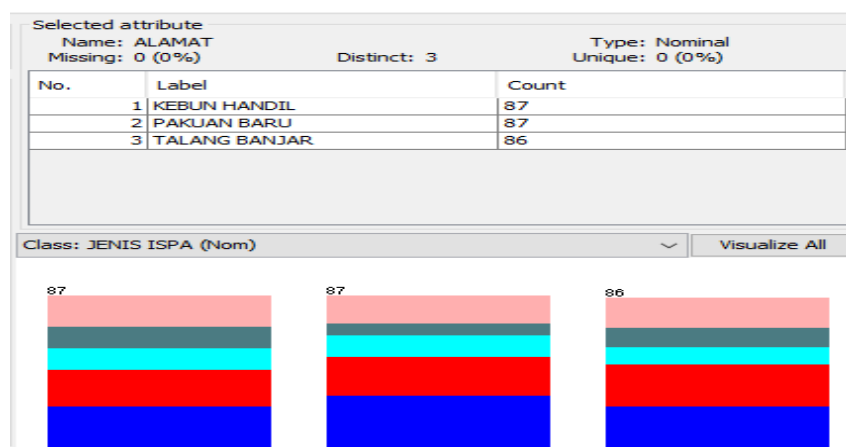 Selected attribute
Name: ALAMAT Type: Nominal
Missing: 0 (0%) Distinct: 3 Unique: 0 (0%)
No. Label Count
1 KEBUN HANDIL 87
2 PAKUAN BARU 87
3 TALANG BANJAR 86
Class: JENIS ISPA (Nom) Visualize All
87 87 86